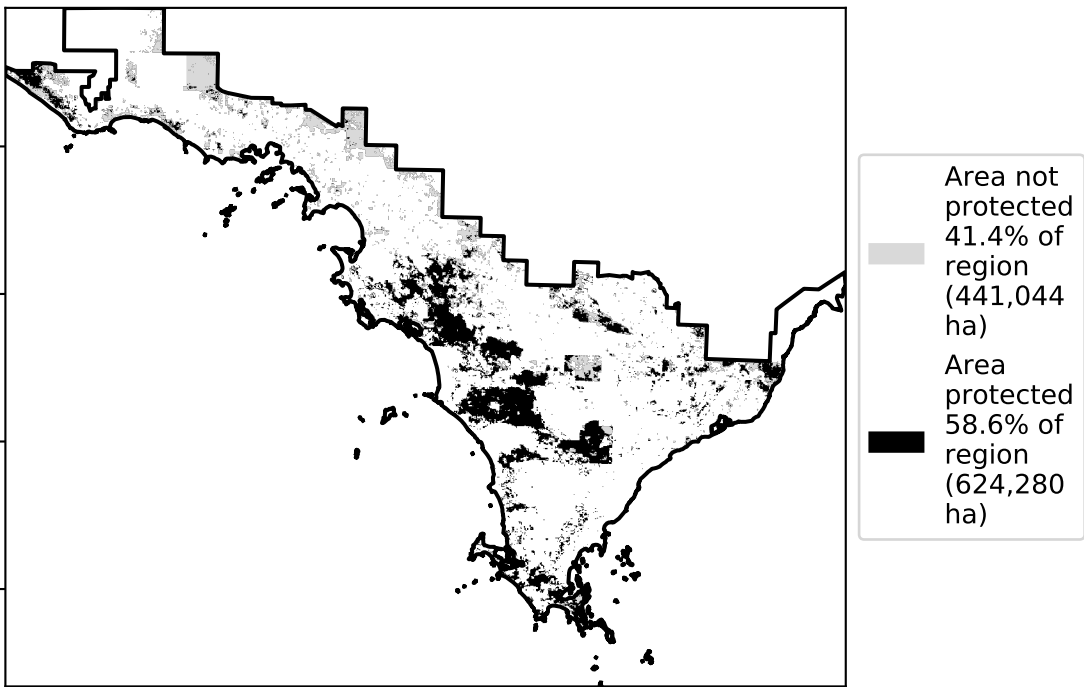 Area not
protected
41.4% of
region
(441,044
ha)
Area
protected
58.6% of
region
(624,280
ha)